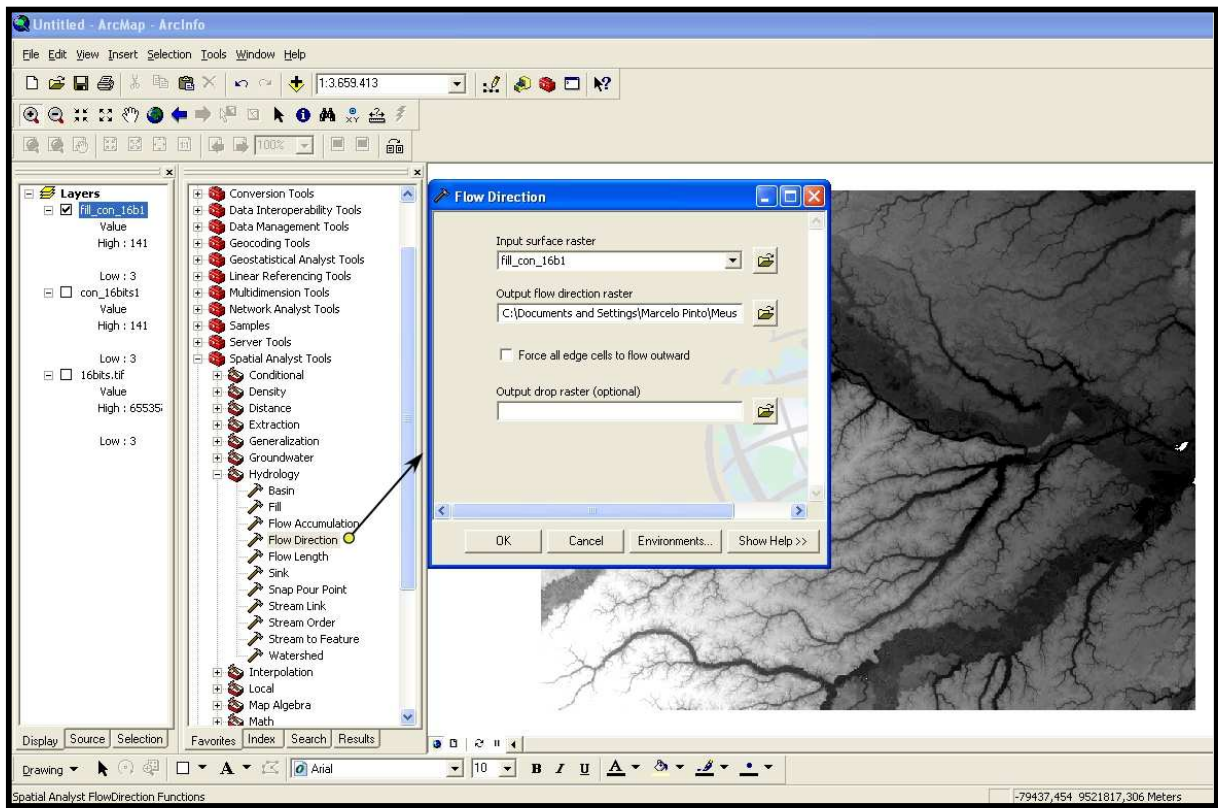 Untitled - ArcMap - ArcInfo
File Edit View Insert Selection Tools Window Help
1:3.659.413
100%
Layers
fill_con_16b1
Value
High : 141
Low : 3
con_16bits1
Value
High : 141
Low : 3
16bits.tif
Value
High : 65535
Low : 3
Display Source Selection
Conversion Tools
Data Interoperability Tools
Data Management Tools
Geocoding Tools
Geostatistical Analyst Tools
Linear Referencing Tools
Multidimension Tools
Network Analyst Tools
Samples
Server Tools
Spatial Analyst Tools
Conditional
Density
Distance
Extraction
Generalization
Groundwater
Hydrology
Basin
Fill
Flow Accumulation
Flow Direction
Flow Length
Sink
Snap Pour Point
Stream Link
Stream Order
Stream to Feature
Watershed
Interpolation
Local
Map Algebra
Math
Favorites Index Search Results
Flow Direction
Input surface raster
fill_con_16b1
Output flow direction raster
C:\Documents and Settings\Marcelo Pinto\Meus
Force all edge cells to flow outward
Output drop raster (optional)
OK Cancel Environments... Show Help >>
Drawing A Arial 10 B I U A
Spatial Analyst FlowDirection Functions
-79437,454 9521817,306 Meters